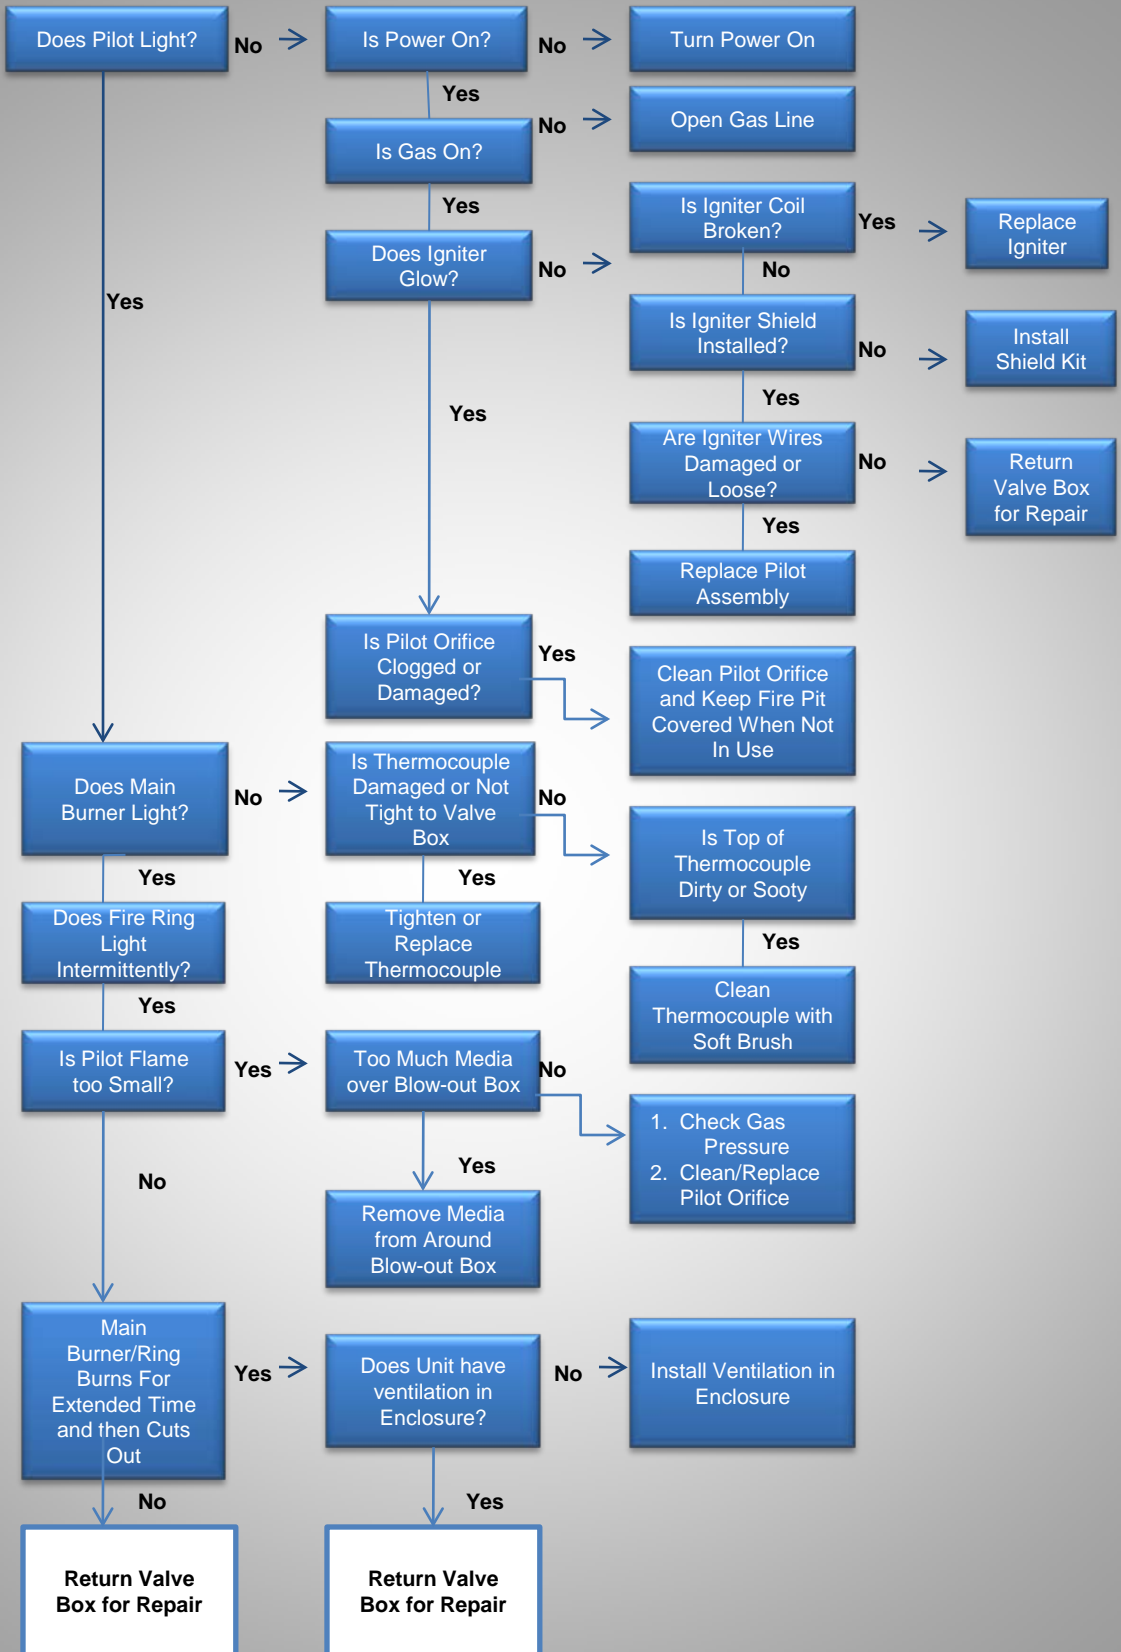 Does Pilot Light?
No
Is Power On?
No
Turn Power On
Yes
Is Gas On?
No
Open Gas Line
Yes
Does Igniter
Glow?
No
Is Igniter Coil
Broken?
Yes
Replace
Igniter
No
Is Igniter Shield
Installed?
No
Install
Shield Kit
Yes
Are Igniter Wires
Damaged or
Loose?
No
Return
Valve Box
for Repair
Yes
Replace Pilot
Assembly
Yes
Yes
Is Pilot Orifice
Clogged or
Damaged?
Yes
Clean Pilot Orifice
and Keep Fire Pit
Covered When Not
In Use
Does Main
Burner Light?
No
Is Thermocouple
Damaged or Not
Tight to Valve
Box
No
Is Top of
Thermocouple
Dirty or Sooty
Yes
Clean
Thermocouple with
Soft Brush
Yes
Tighten or
Replace
Thermocouple
Yes
Does Fire Ring
Light
Intermittently?
Yes
Is Pilot Flame
too Small?
Yes
Too Much Media
over Blow-out Box
No
1. Check Gas
Pressure
2. Clean/Replace
Pilot Orifice
Yes
Remove Media
from Around
Blow-out Box
No
Main
Burner/Ring
Burns For
Extended Time
and then Cuts
Out
Yes
Does Unit have
ventilation in
Enclosure?
No
Install Ventilation in
Enclosure
No
Return Valve
Box for Repair
Yes
Return Valve
Box for Repair